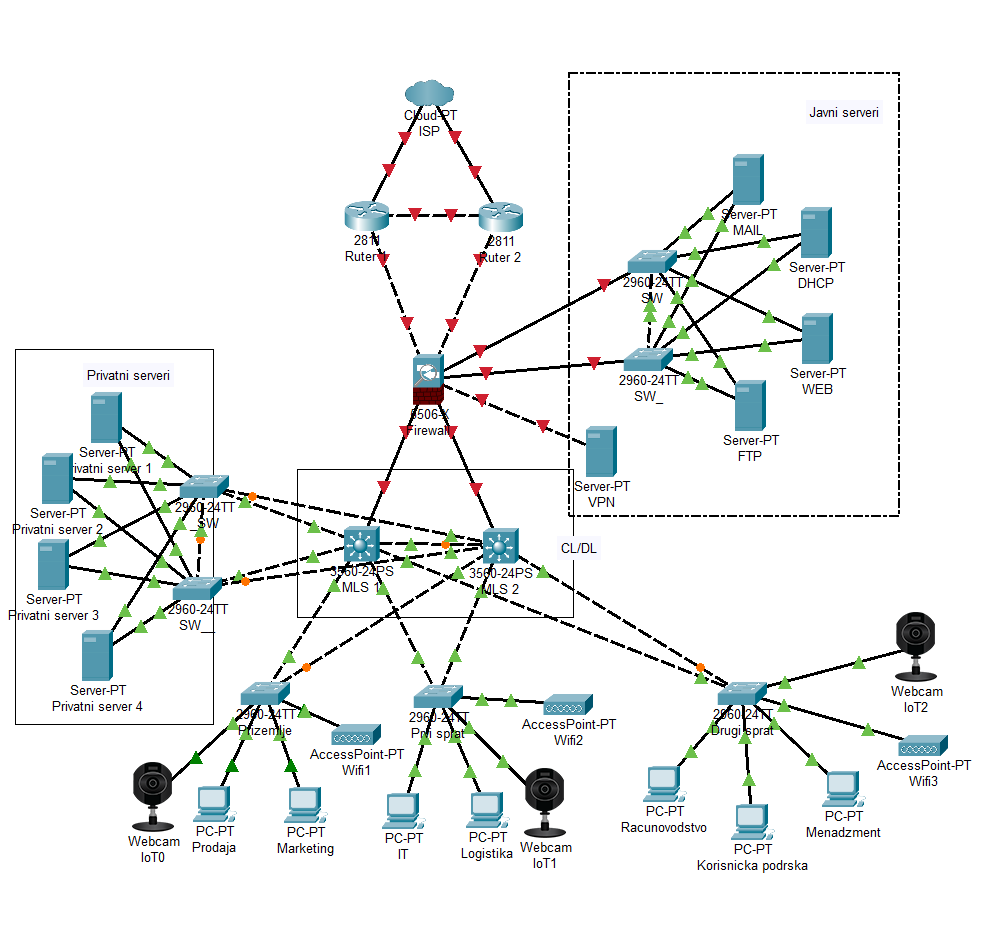 Cloud-PT
ISP
Javni serveri
Server-PT
MAIL
2811
Ruter 1
2811
Ruter 2
Server-PT
DHCP
2960-24TT
SW
Server-PT
WEB
2960-24TT
SW_
Privatni serveri
5506-X
Firewall
Server-PT
FTP
Server-PT
Privatni server 1
Server-PT
VPN
2960-24TT
_SW
Server-PT
Privatni server 2
CL/DL
3560-24PS
MLS 1
3560-24PS
MLS 2
Server-PT
Privatni server 3
2960-24TT
SW__
Server-PT
Privatni server 4
Webcam
IoT2
2960-24TT
Prizemlje
2960-24TT
Prvi sprat
2960-24TT
Drugi sprat
AccessPoint-PT
Wifi1
AccessPoint-PT
Wifi2
AccessPoint-PT
Wifi3
Webcam
IoT0
PC-PT
Prodaja
PC-PT
Marketing
PC-PT
IT
PC-PT
Logistika
Webcam
IoT1
PC-PT
Racunovodstvo
PC-PT
Korisnicka podrska
PC-PT
Menadzment